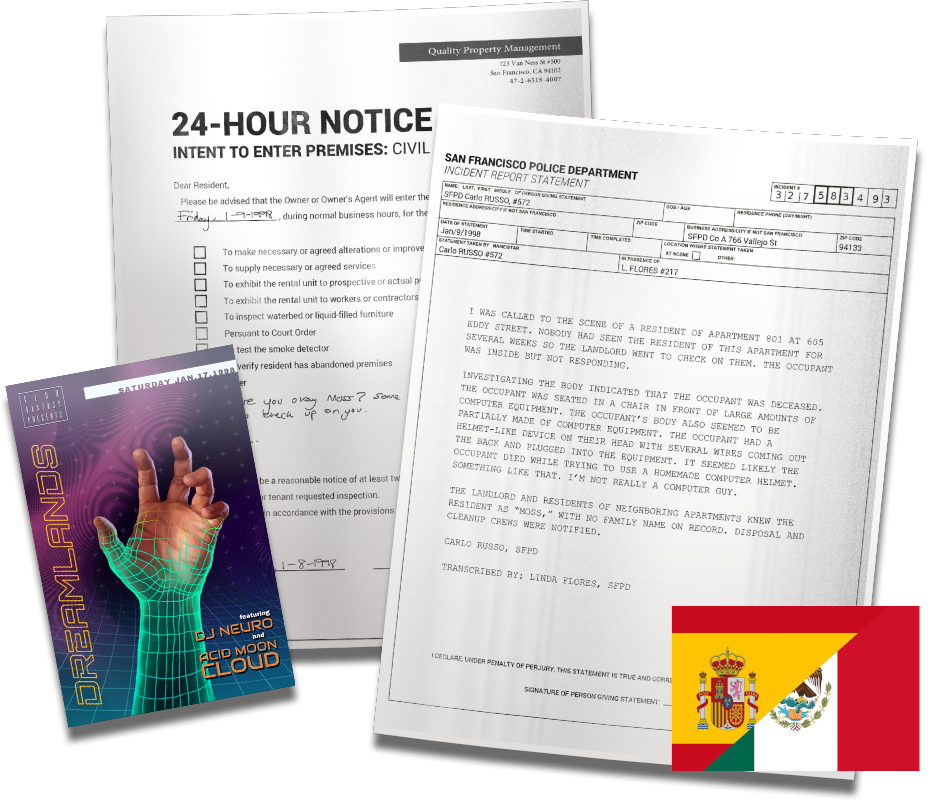 Quality Property Management
723 Van Ness St #500
San Francisco, CA 94102
47-2-6515-4007
24-HOUR NOTICE
INTENT TO ENTER PREMISES: CIVIL
Dear Resident,
Please be advised that the Owner or Owner's Agent will enter the
Friday, 1-9-1998, during normal business hours, for the
To make necessary or agreed alterations or improve
To supply necessary or agreed services
To exhibit the rental unit to prospective or actual p
To exhibit the rental unit to workers or contractors
To inspect waterbed or liquid-filled furniture
Persuant to Court Order
test the smoke detector
verify resident has abandoned premises
er
re you okay Moss? Some
check up on you.
be a reasonable notice of at least tw
r tenant requested inspection.
n accordance with the provisions
1-8-1998
SAN FRANCISCO POLICE DEPARTMENT
INCIDENT REPORT STATEMENT
INCIDENT #
327583493
NAME: LAST, FIRST, MIDDLE OF PERSON GIVING STATEMENT
SFPD Carlo RUSSO, #572
DOB / AGE
RESIDENCE PHONE (DAY/NIGHT)
RESIDENCE ADDRESS/CITY IF NOT SAN FRANCISCO
ZIP CODE
BUSINESS ADDRESS/CITY IF NOT SAN FRANCISCO
SFPD Co A 766 Vallejo St
ZIP CODE
94133
DATE OF STATEMENT
Jan/9/1998
TIME STARTED
TIME COMPLETED
LOCATION WHERE STATEMENT TAKEN
AT SCENE
OTHER:
STATEMENT TAKEN BY NAME/STAR
Carlo RUSSO #572
IN PRESENCE OF
L. FLORES #217
I WAS CALLED TO THE SCENE OF A RESIDENT OF APARTMENT 801 AT 605
EDDY STREET. NOBODY HAD SEEN THE RESIDENT OF THIS APARTMENT FOR
SEVERAL WEEKS SO THE LANDLORD WENT TO CHECK ON THEM. THE OCCUPANT
WAS INSIDE BUT NOT RESPONDING.
INVESTIGATING THE BODY INDICATED THAT THE OCCUPANT WAS DECEASED.
THE OCCUPANT WAS SEATED IN A CHAIR IN FRONT OF LARGE AMOUNTS OF
COMPUTER EQUIPMENT. THE OCCUPANT'S BODY ALSO SEEMED TO BE
PARTIALLY MADE OF COMPUTER EQUIPMENT. THE OCCUPANT HAD A
HELMET-LIKE DEVICE ON THEIR HEAD WITH SEVERAL WIRES COMING OUT
THE BACK AND PLUGGED INTO THE EQUIPMENT. IT SEEMED LIKELY THE
OCCUPANT DIED WHILE TRYING TO USE A HOMEMADE COMPUTER HELMET.
SOMETHING LIKE THAT. I'M NOT REALLY A COMPUTER GUY.
THE LANDLORD AND RESIDENTS OF NEIGHBORING APARTMENTS KNEW THE
RESIDENT AS "MOSS," WITH NO FAMILY NAME ON RECORD. DISPOSAL AND
CLEANUP CREWS WERE NOTIFIED.
CARLO RUSSO, SFPD
TRANSCRIBED BY: LINDA FLORES, SFPD
I DECLARE, UNDER PENALTY OF PERJURY, THIS STATEMENT IS TRUE AND CORRE
SIGNATURE OF PERSON GIVING STATEMENT:
CLUB
PRESENTS
SATURDAY JAN.17,1998
DREAMLANDS
featuring
DJ NEURO
and
ACID MOON
CLOUD